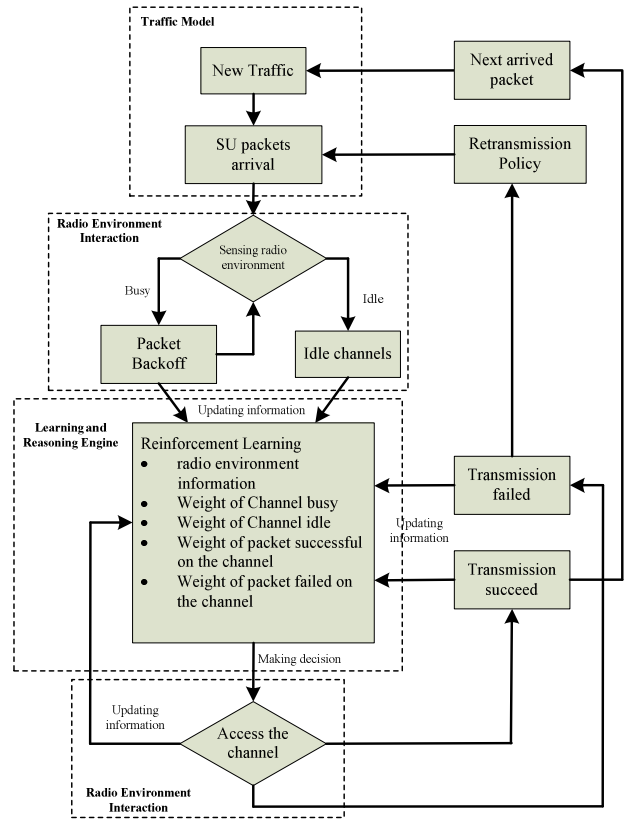 Traffic Model
New Traffic
Next arrived
packet
SU packets
arrival
Retransmission
Policy
Radio Environment
Interaction
Sensing radio
environment
Busy
Idle
Packet
Backoff
Idle channels
Updating information
Learning and
Reasoning Engine
Reinforcement Learning
● radio environment
information
● Weight of Channel busy
● Weight of Channel idle
● Weight of packet successful
on the channel
● Weight of packet failed on
the channel
Transmission
failed
Updating
information
Transmission
succeed
Making decision
Updating
information
Access the
channel
Radio Environment
Interaction